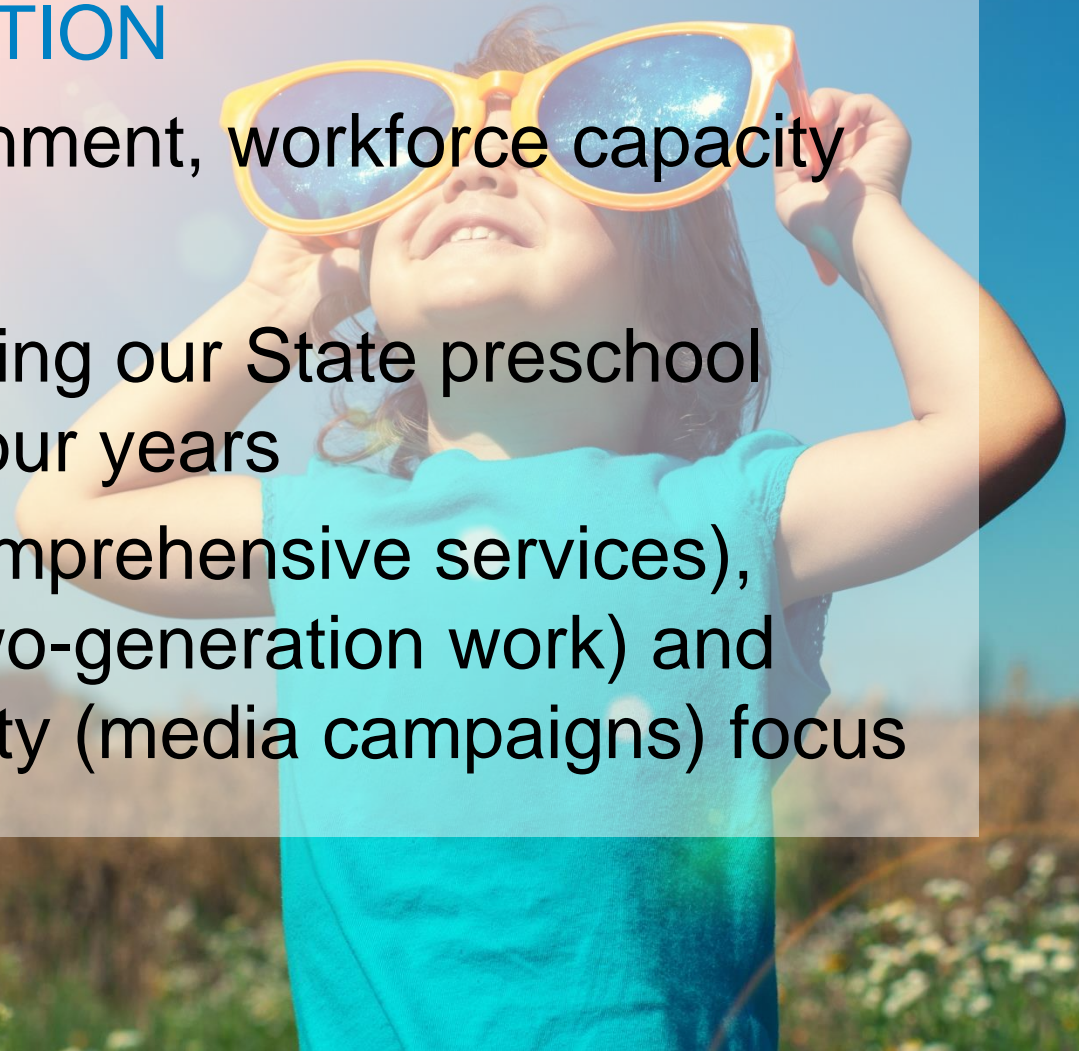 TION
nment, workforce capacity
ing our State preschool
our years
mprehensive services),
wo-generation work) and
ty (media campaigns) focus